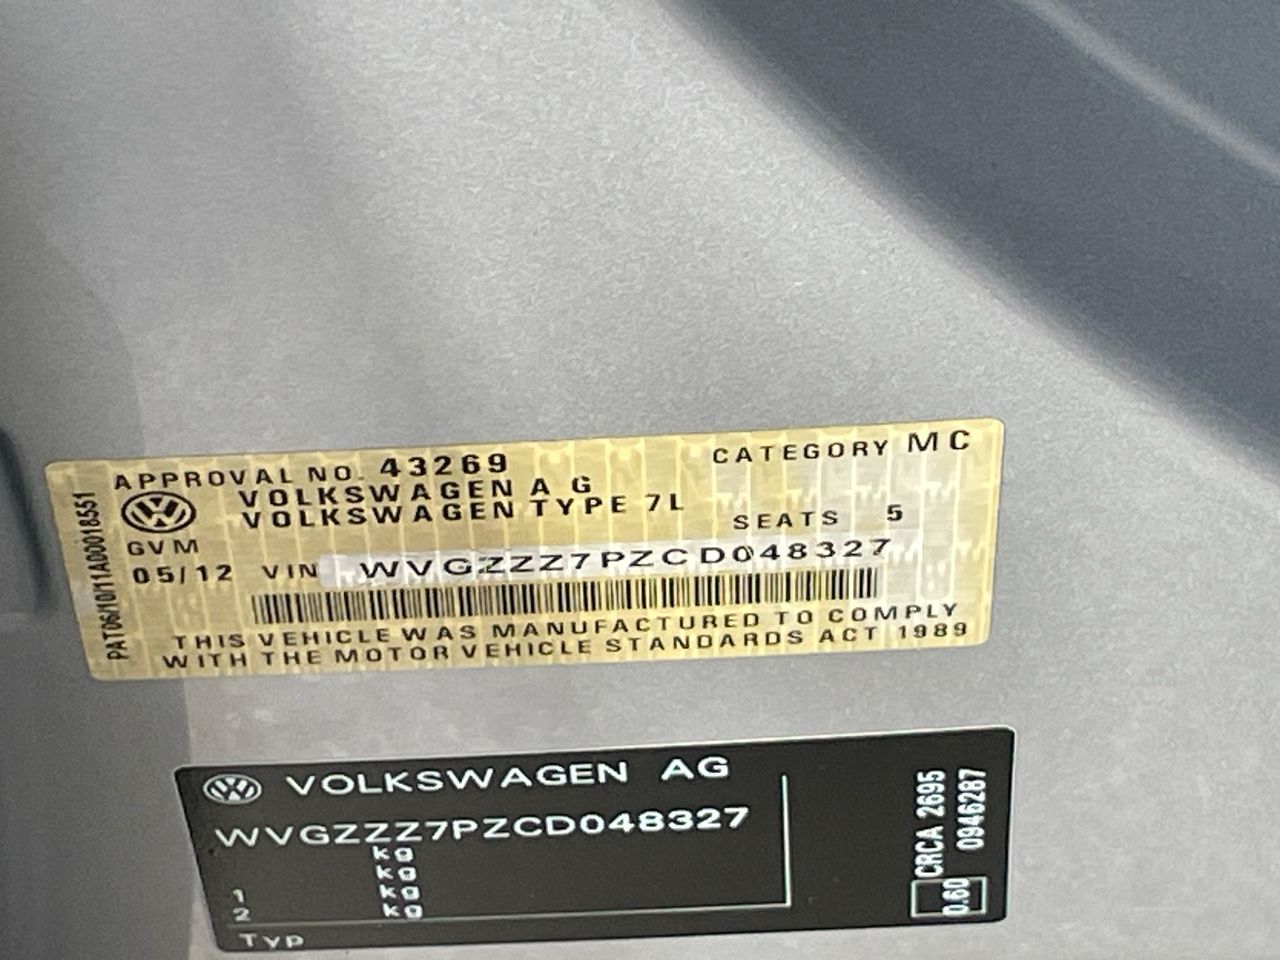 APPROVAL NO. 43269
CATEGORY MC
VOLKSWAGEN A G
VOLKSWAGEN TYPE 7L
SEATS 5
GVM
05/12 VIN WVGZZZ7PZCD048327
THIS VEHICLE WAS MANUFACTURED TO COMPLY
WITH THE MOTOR VEHICLE STANDARDS ACT 1989
PAT06/10/11A00018551
VOLKSWAGEN AG
WVGZZZ7PZCD048327
kg
kg
1 kg
2 kg
Typ
CRCA 2695
0946287
0.60